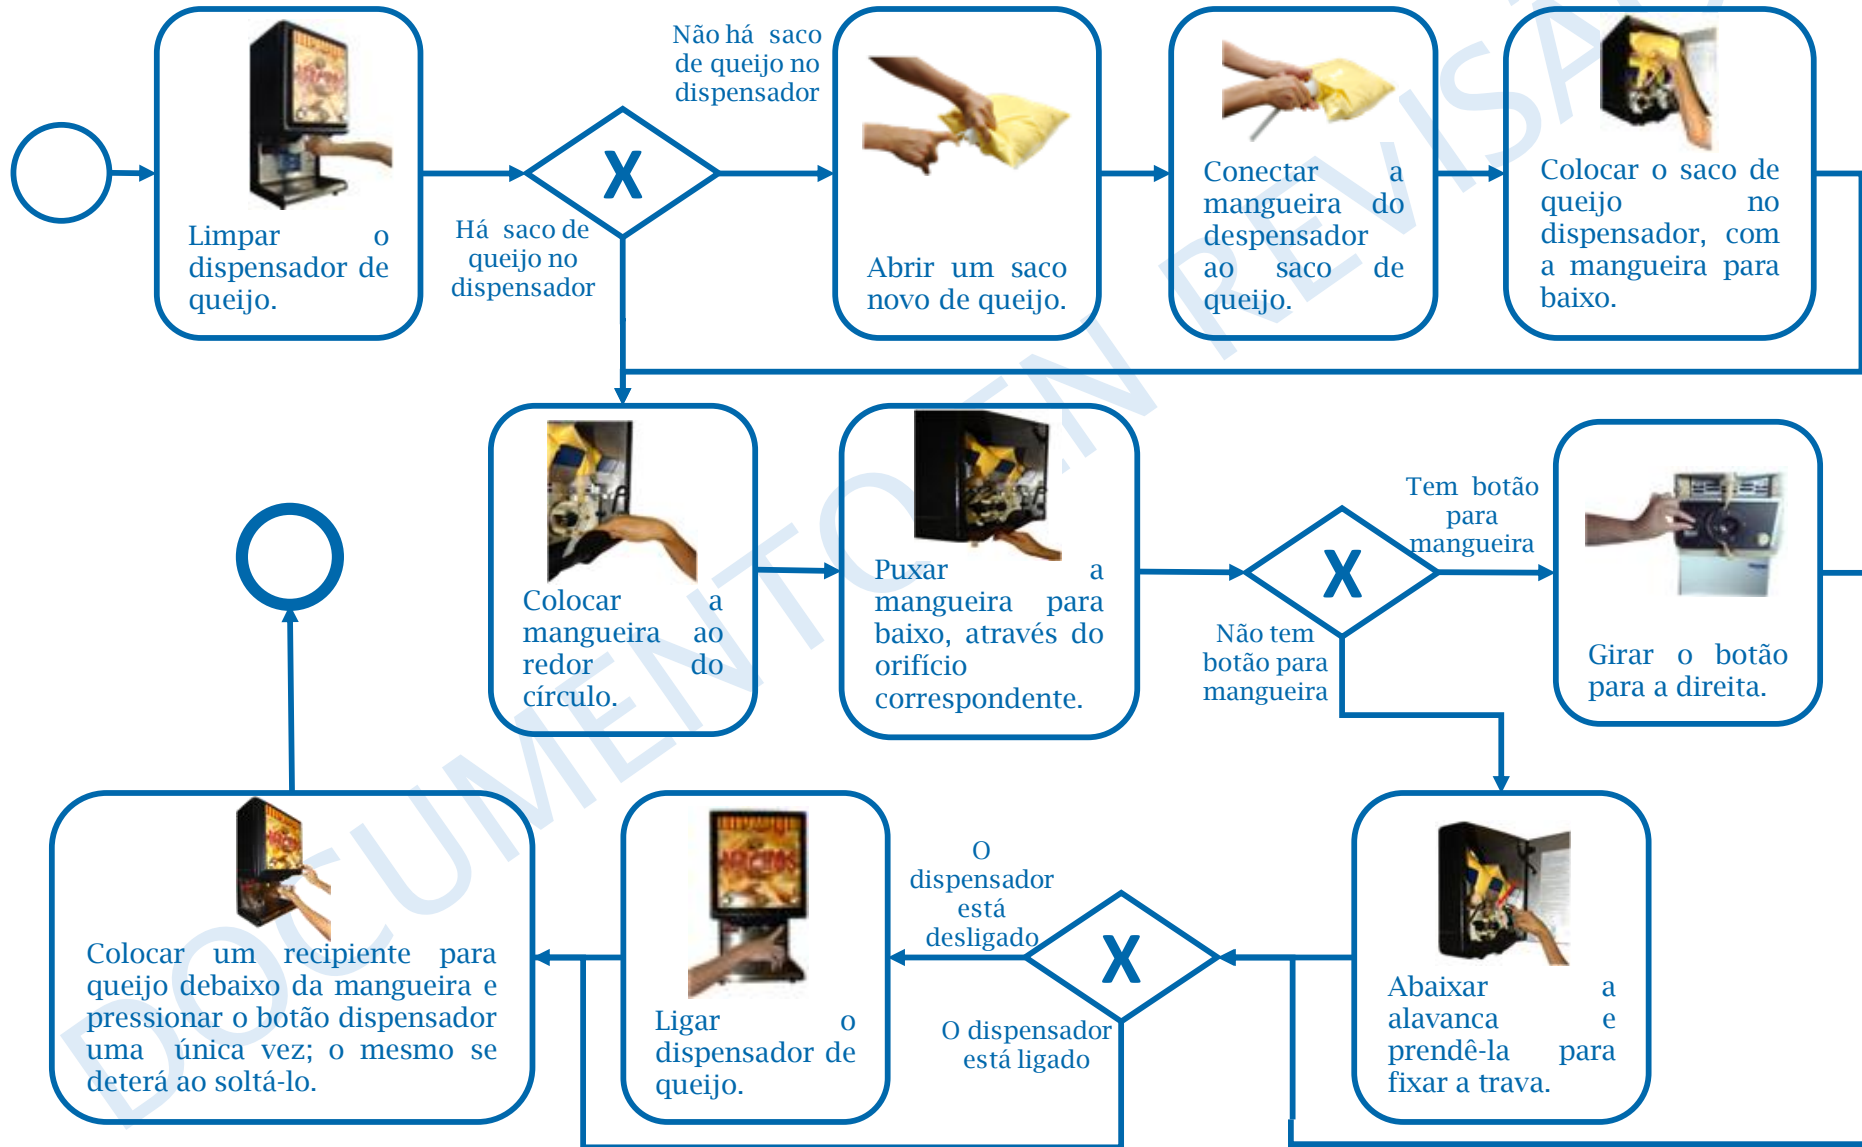 Não há saco
de queijo no
dispensador
Limpar o
dispensador de
queijo.
X
Há saco de
queijo no
dispensador
Abrir um saco
novo de queijo.
Conectar a
mangueira do
despensador
ao saco de
queijo.
Colocar o saco de
queijo no
dispensador, com
a mangueira para
baixo.
Colocar a
mangueira ao
redor do
círculo.
Puxar a
mangueira para
baixo, através do
orifício
correspondente.
X
Tem botão
para
mangueira
Não tem
botão para
mangueira
Girar o botão
para a direita.
Abaixar a
alavanca e
prendê-la para
fixar a trava.
X
O
dispensador
está
desligado
O dispensador
está ligado
NACHOS
Ligar o
dispensador de
queijo.
Colocar um recipiente para
queijo debaixo da mangueira e
pressionar o botão dispensador
uma única vez; o mesmo se
deterá ao soltá-lo.
DOCUMENTO EN REVISÃ